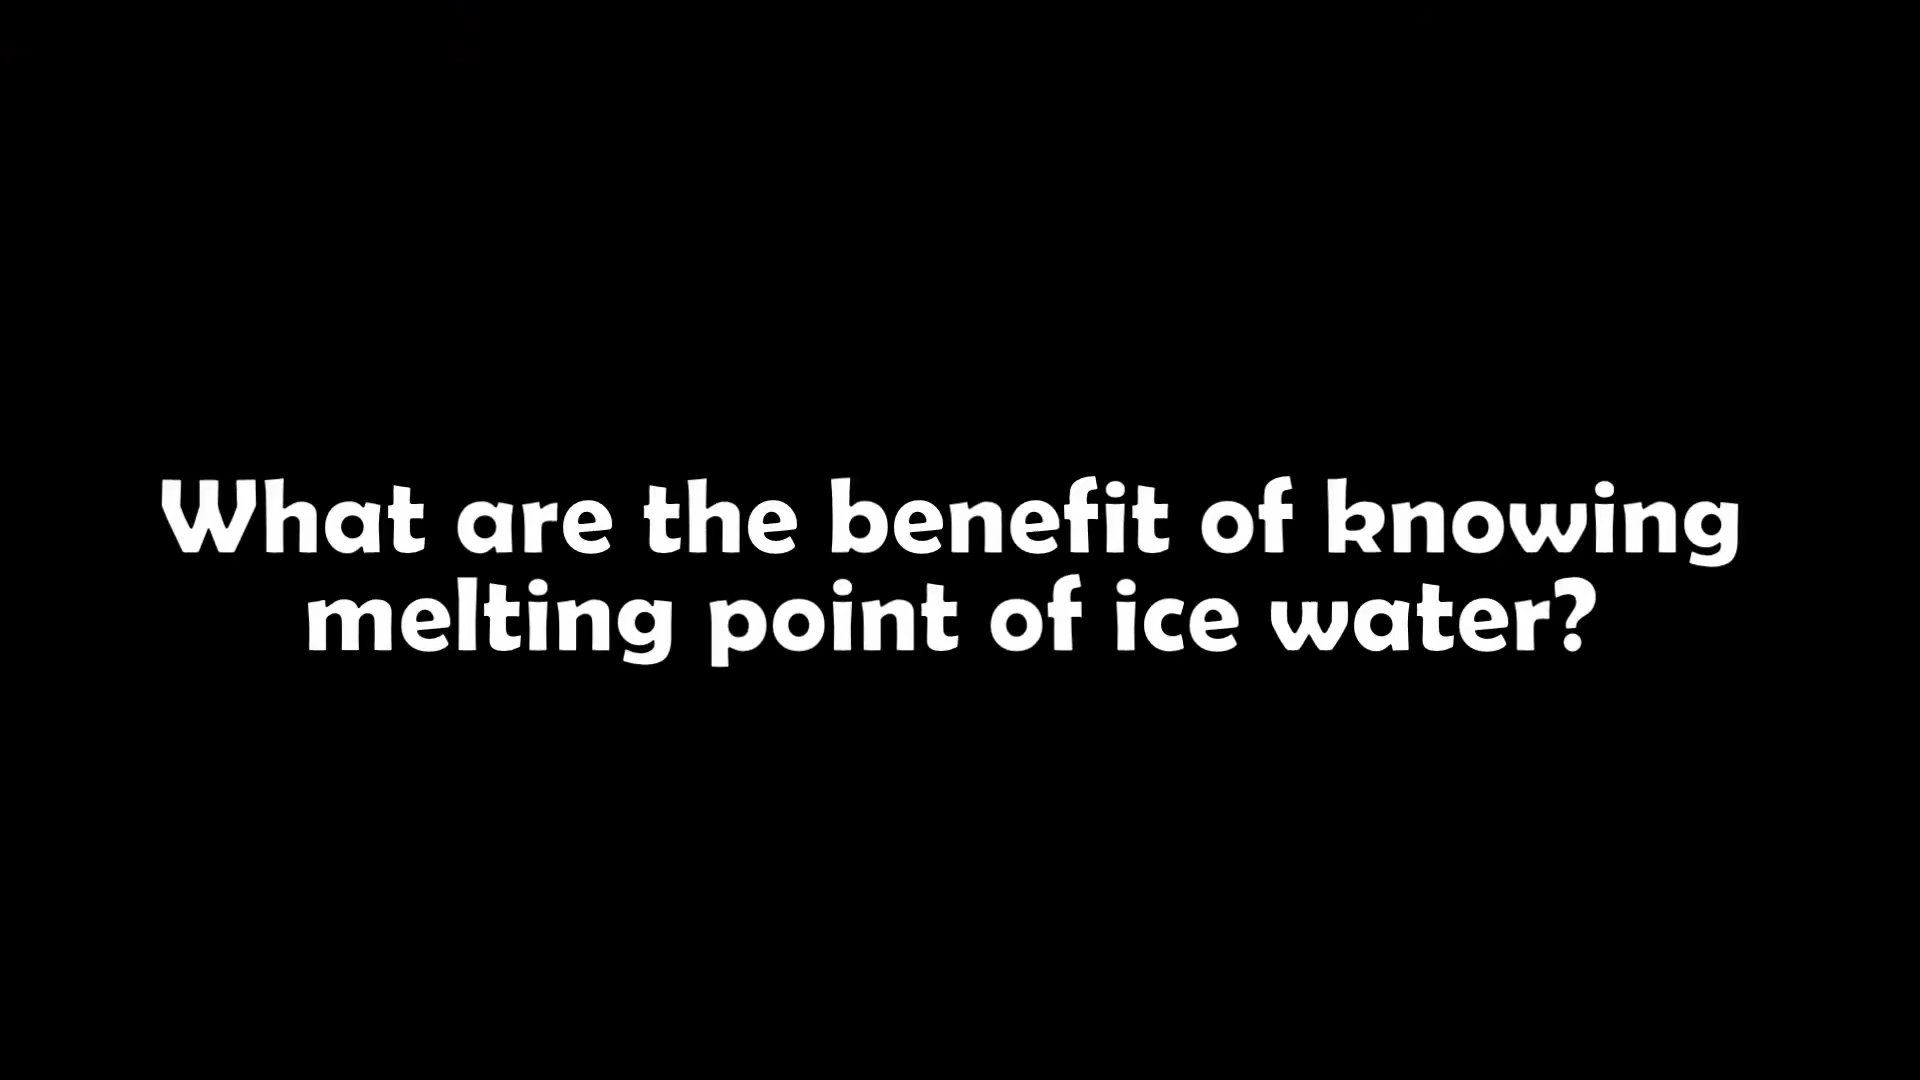 What are the benefit of knowing
melting point of ice water?